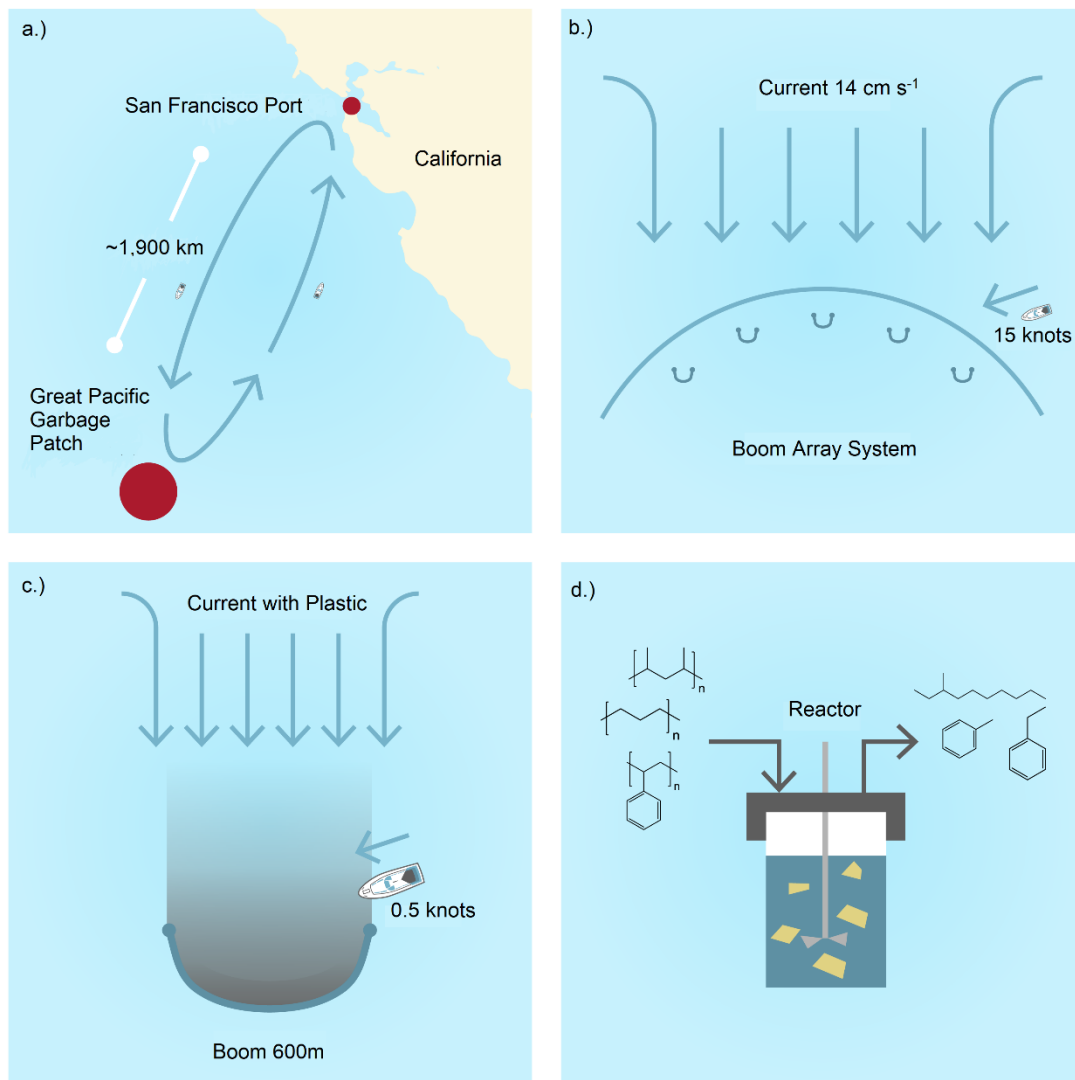 a.)
San Francisco Port
California
~1,900 km
Great Pacific
Garbage
Patch
b.)
Current 14 cm s⁻¹
15 knots
Boom Array System
c.)
Current with Plastic
0.5 knots
Boom 600m
d.)
n
n
n
Reactor